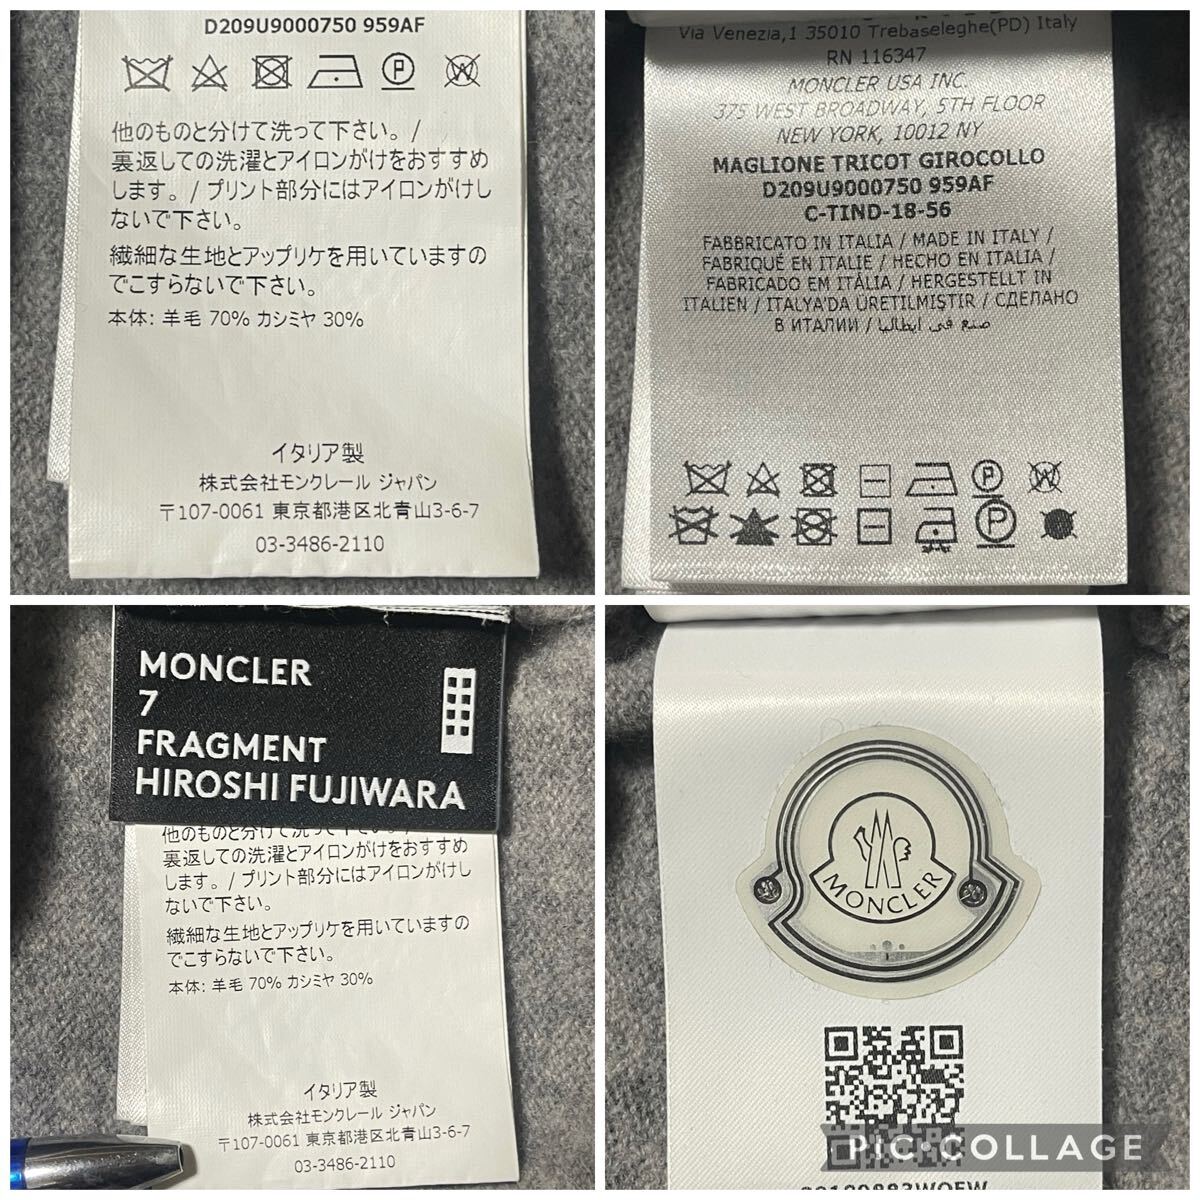 D209U9000750 959AF
P
W
他のものと分けて洗って下さい。/
裏返しての洗濯とアイロンがけをおすすめ
します。/ プリント部分にはアイロンがけし
ないで下さい。
繊細な生地とアップリケを用いていますの
でこすらないで下さい。
本体: 羊毛 70% カシミヤ 30%
イタリア製
株式会社モンクレール ジャパン
〒107-0061 東京都港区北青山3-6-7
03-3486-2110
Via Venezia,1 35010 Trebaseleghe(PD) Italy
RN 116347
MONCLER USA INC.
375 WEST BROADWAY, 5TH FLOOR
NEW YORK, 10012 NY
MAGLIONE TRICOT GIROCOLLO
D209U9000750 959AF
C-TIND-18-56
FABBRICATO IN ITALIA / MADE IN ITALY /
FABRIQUÉ EN ITALIE / HECHO EN ITALIA /
FABRICADO EM ITÁLIA / HERGESTELLT IN
ITALIEN / ITALYA'DA ÜRETILMIŞTIR / СДЕЛАНО
В ИТАЛИИ / صنع في ايطاليا
P
W
P
MONCLER
7
FRAGMENT
HIROSHI FUJIWARA
他のものと分けて洗って下さい。/
裏返しての洗濯とアイロンがけをおすすめ
します。/ プリント部分にはアイロンがけし
ないで下さい。
繊細な生地とアップリケを用いていますの
でこすらないで下さい。
本体: 羊毛 70% カシミヤ 30%
イタリア製
株式会社モンクレール ジャパン
〒107-0061 東京都港区北青山3-6-7
03-3486-2110
MONCLER
PIC•COLLAGE